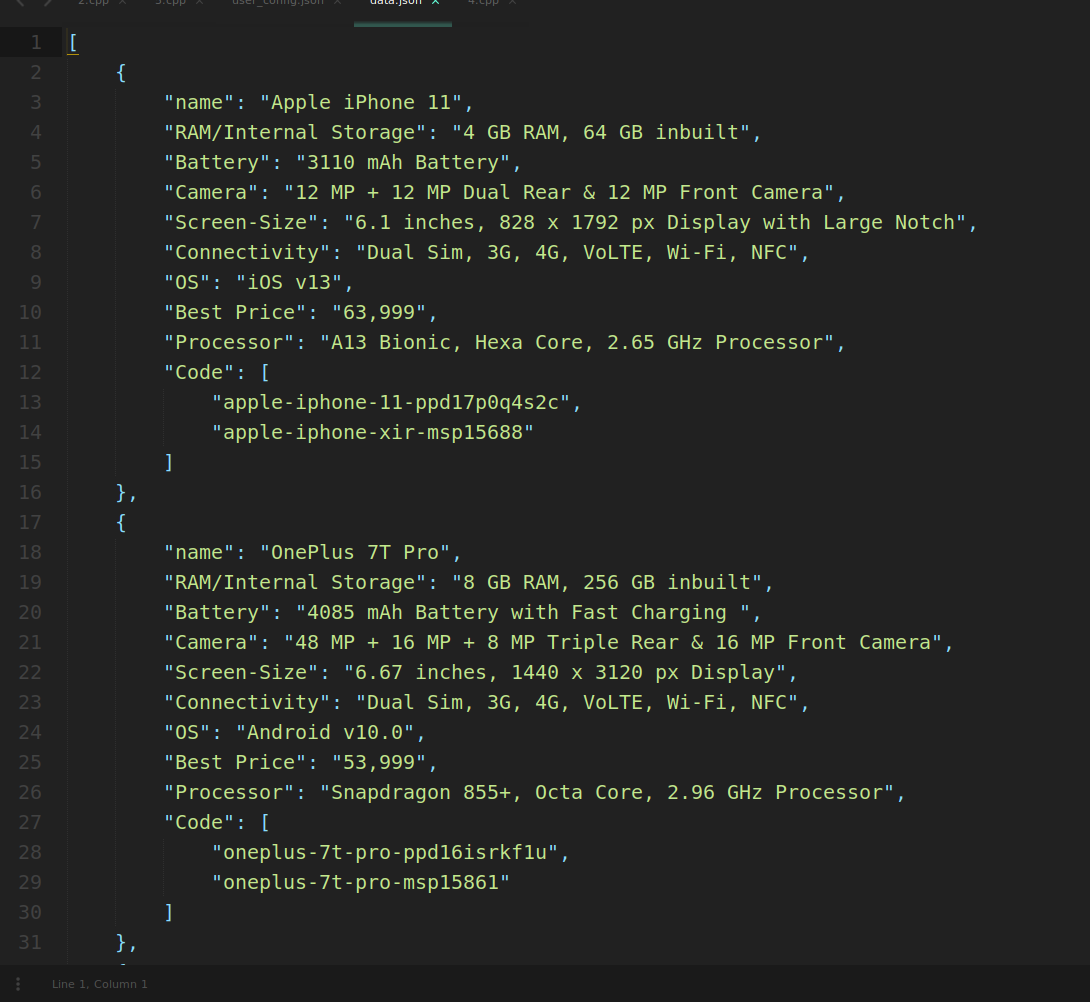 2.cpp × 3.cpp × user_config.json × data.json × 4.cpp ×
1 [
2 {
3 "name": "Apple iPhone 11",
4 "RAM/Internal Storage": "4 GB RAM, 64 GB inbuilt",
5 "Battery": "3110 mAh Battery",
6 "Camera": "12 MP + 12 MP Dual Rear & 12 MP Front Camera",
7 "Screen-Size": "6.1 inches, 828 x 1792 px Display with Large Notch",
8 "Connectivity": "Dual Sim, 3G, 4G, VoLTE, Wi-Fi, NFC",
9 "OS": "iOS v13",
10 "Best Price": "63,999",
11 "Processor": "A13 Bionic, Hexa Core, 2.65 GHz Processor",
12 "Code": [
13 "apple-iphone-11-ppd17p0q4s2c",
14 "apple-iphone-xir-msp15688"
15 ]
16 },
17 {
18 "name": "OnePlus 7T Pro",
19 "RAM/Internal Storage": "8 GB RAM, 256 GB inbuilt",
20 "Battery": "4085 mAh Battery with Fast Charging ",
21 "Camera": "48 MP + 16 MP + 8 MP Triple Rear & 16 MP Front Camera",
22 "Screen-Size": "6.67 inches, 1440 x 3120 px Display",
23 "Connectivity": "Dual Sim, 3G, 4G, VoLTE, Wi-Fi, NFC",
24 "OS": "Android v10.0",
25 "Best Price": "53,999",
26 "Processor": "Snapdragon 855+, Octa Core, 2.96 GHz Processor",
27 "Code": [
28 "oneplus-7t-pro-ppd16isrkf1u",
29 "oneplus-7t-pro-msp15861"
30 ]
31 },
Line 1, Column 1